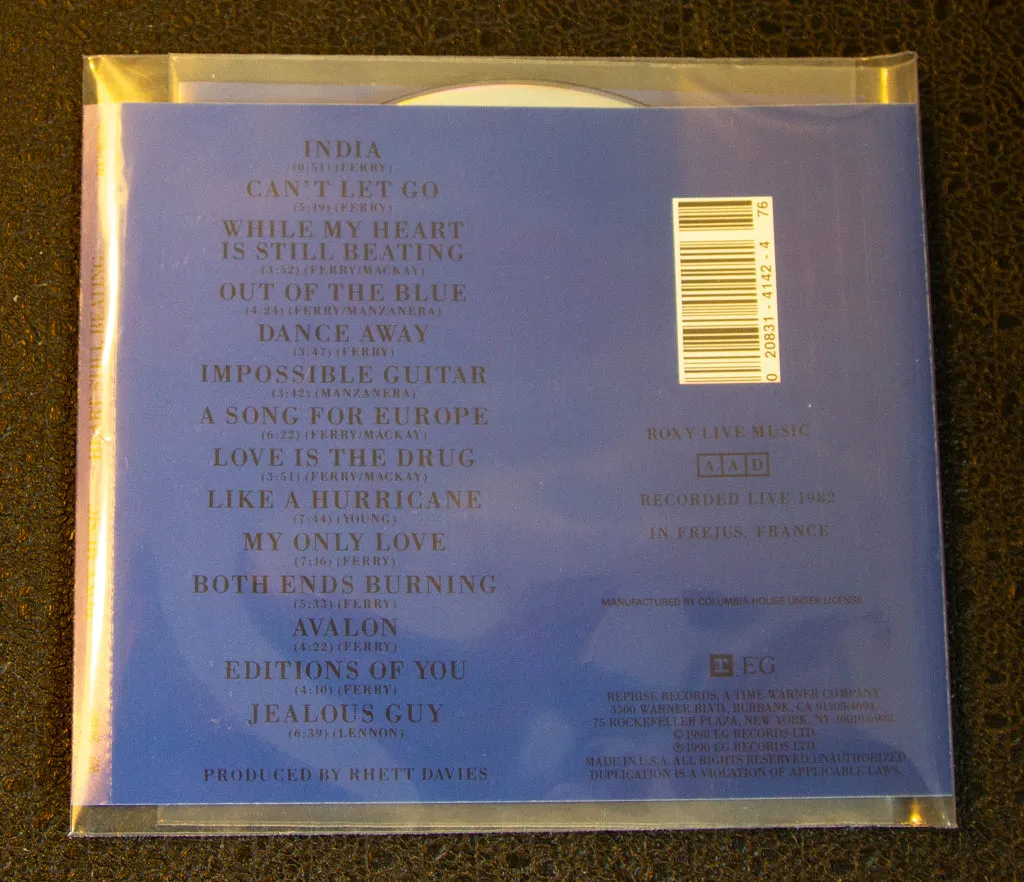 INDIA
(0:51) (FERRY)
CAN'T LET GO
(5:19) (FERRY)
WHILE MY HEART
IS STILL BEATING
(3:52) (FERRY/MACKAY)
OUT OF THE BLUE
(4:24) (FERRY/MANZANERA)
DANCE AWAY
(3:47) (FERRY)
IMPOSSIBLE GUITAR
(3:42) (MANZANERA)
A SONG FOR EUROPE
(6:22) (FERRY/MACKAY)
LOVE IS THE DRUG
(3:51) (FERRY/MACKAY)
LIKE A HURRICANE
(7:44) (YOUNG)
MY ONLY LOVE
(7:16) (FERRY)
BOTH ENDS BURNING
(5:33) (FERRY)
AVALON
(4:22) (FERRY)
EDITIONS OF YOU
(4:10) (FERRY)
JEALOUS GUY
(6:39) (LENNON)
PRODUCED BY RHETT DAVIES
0 20831 - 4142 - 4 76
ROXY LIVE MUSIC
A A D
RECORDED LIVE 1982
IN FREJUS, FRANCE
MANUFACTURED BY COLUMBIA HOUSE UNDER LICENSE
r EG
REPRISE RECORDS, A TIME WARNER COMPANY
3300 WARNER BLVD., BURBANK, CA 91505-4694
75 ROCKEFELLER PLAZA, NEW YORK, NY 10019-6908
©1990 EG RECORDS LTD.
℗1990 EG RECORDS LTD.
MADE IN U.S.A. ALL RIGHTS RESERVED. UNAUTHORIZED
DUPLICATION IS A VIOLATION OF APPLICABLE LAWS.
HEART STILL BEATING